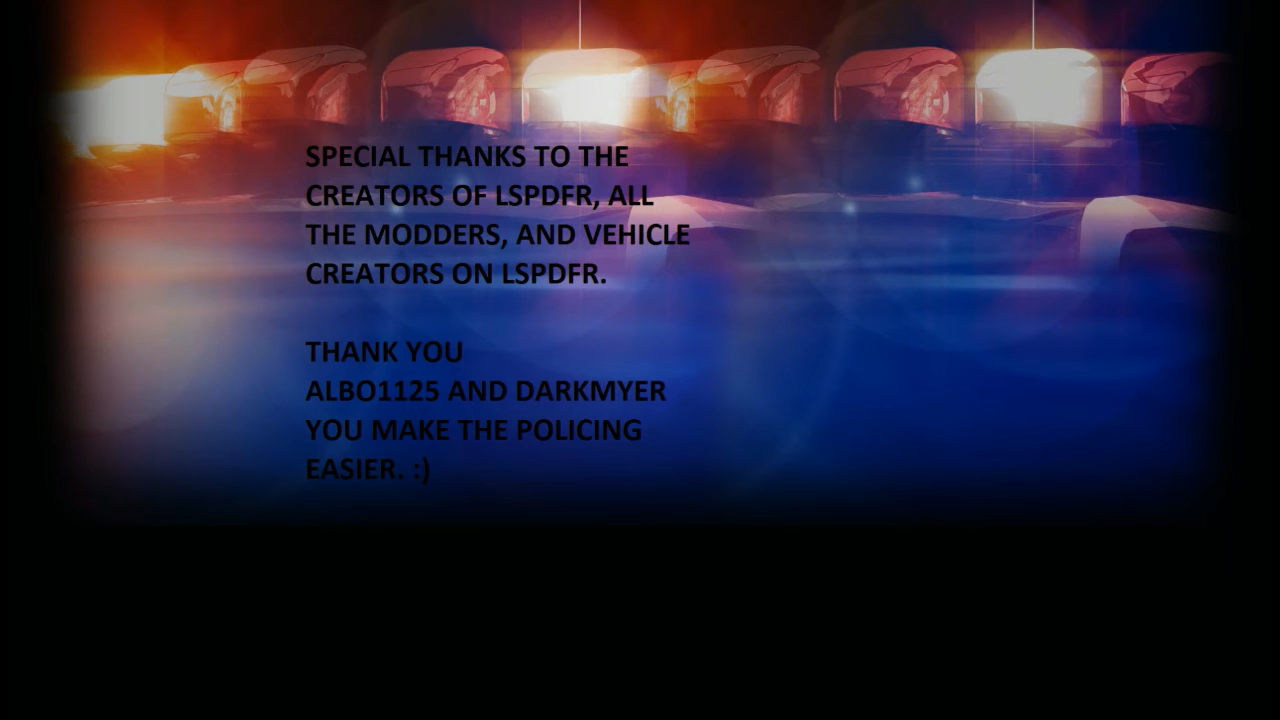 SPECIAL THANKS TO THE
CREATORS OF LSPDFR, ALL
THE MODDERS, AND VEHICLE
CREATORS ON LSPDFR.
THANK YOU
ALBO1125 AND DARKMYER
YOU MAKE THE POLICING
EASIER. :)